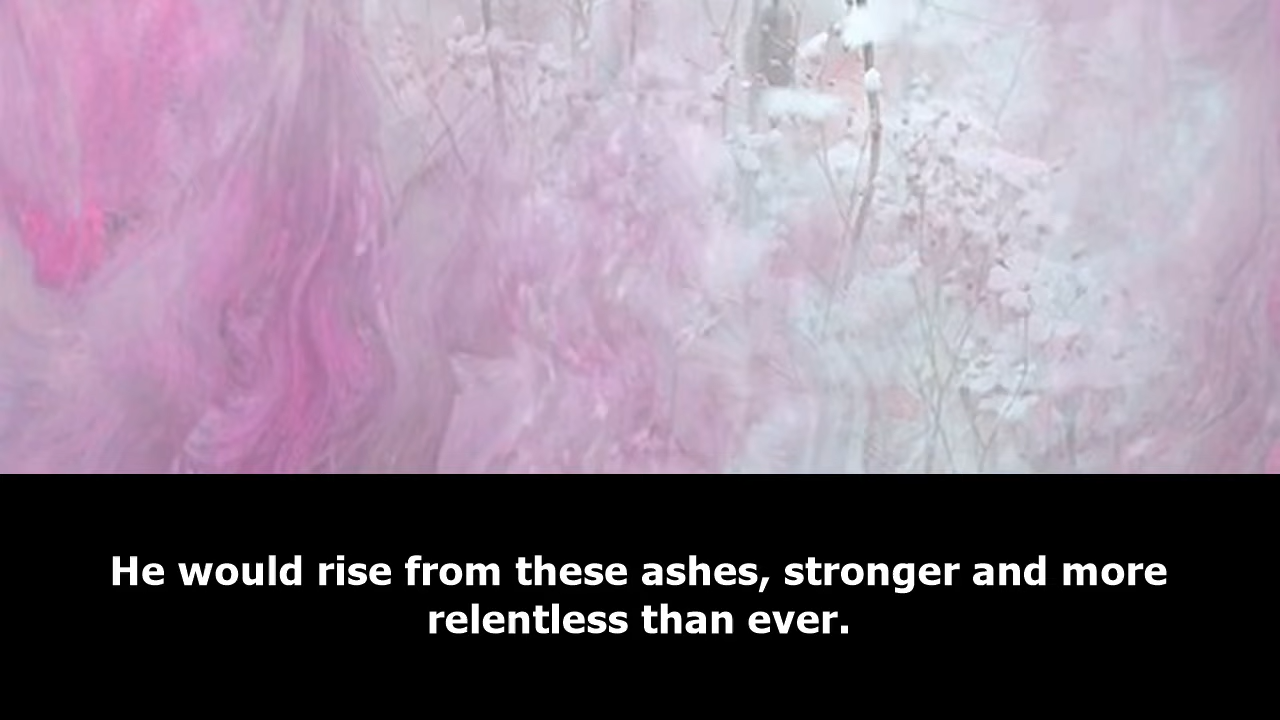 He would rise from these ashes, stronger and more
relentless than ever.